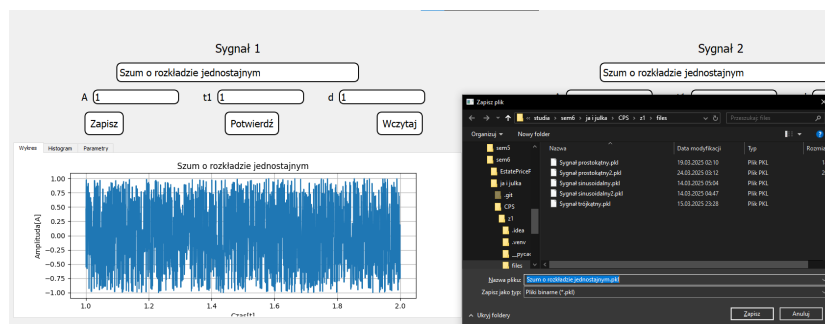 Sygnał 1
Sygnał 2
Szum o rozkładzie jednostajnym
Szum o rozkładzie jednostajnym
A 1
t1 1
d 1
Zapisz
Potwierdź
Wczytaj
Wykres
Histogram
Parametry
Szum o rozkładzie jednostajnym
Amplituda[A]
1.00
0.75
0.50
0.25
0.00
−0.25
−0.50
−0.75
−1.00
1.0 1.2 1.4 1.6 1.8 2.0
Czas[t]
Zapisz plik
« studia › sem6 › ja i julka › CPS › z1 › files
Przeszukaj: files
Organizuj
Nowy folder
sem5
sem6
EstatePriceF
ja i julka
.git
CPS
z1
.idea
.venv
files
Nazwa Data modyfikacji Typ
Sygnał prostokątny.pkl 19.03.2025 02:10 Plik PKL
Sygnał prostokątny2.pkl 24.03.2025 03:12 Plik PKL
Sygnał sinusoidalny.pkl 14.03.2025 05:04 Plik PKL
Sygnał sinusoidalny2.pkl 14.03.2025 04:47 Plik PKL
Sygnał trójkątny.pkl 15.03.2025 23:28 Plik PKL
Nazwa pliku: Szum o rozkładzie jednostajnym.pkl
Zapisz jako typ: Pliki binarne (*.pkl)
Ukryj foldery
Zapisz
Anuluj